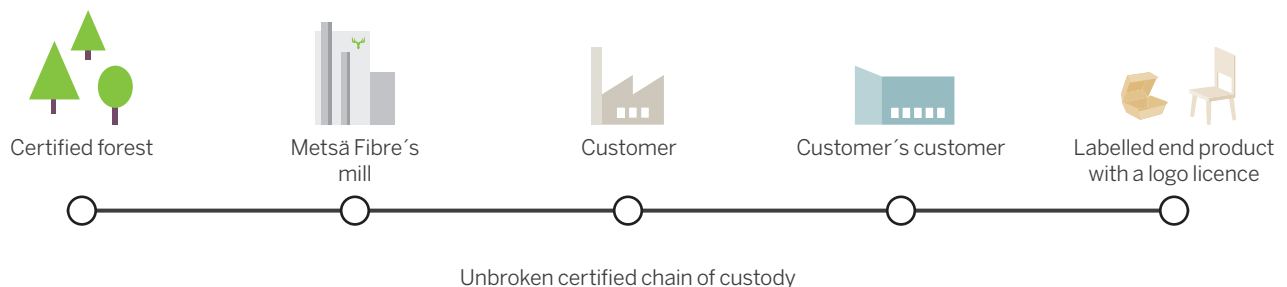 Certified forest
Metsä Fibre´s
mill
Customer
Customer´s customer
Labelled end product
with a logo licence
Unbroken certified chain of custody